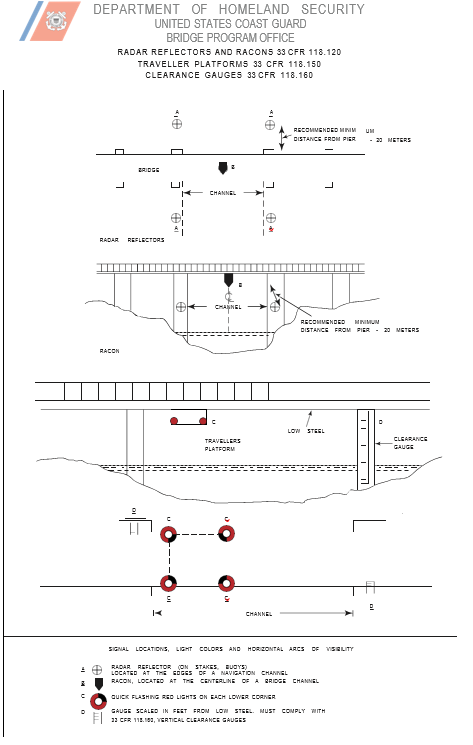 DEPARTMENT OF HOMELAND SECURITY
UNITED STATES COAST GUARD
BRIDGE PROGRAM OFFICE
RADAR REFLECTORS AND RACONS 33 CFR 118.120
TRAVELLER PLATFORMS 33 CFR 118.150
CLEARANCE GAUGES 33 CFR 118.160
A A
RECOMMENDED MINIM UM
DISTANCE FROM PIER - 20 METERS
BRIDGE
B
CHANNEL
A A
RADAR REFLECTORS
B
C
CHANNEL
RECOMMENDED MINIMUM
DISTANCE FROM PIER - 20 METERS
RACON
C
D
LOW STEEL
TRAVELLERS
PLATFORM
CLEARANCE
GAUGE
D
C C
C C
D
CHANNEL
SIGNAL LOCATIONS, LIGHT COLORS AND HORIZONTAL ARCS OF VISIBILITY
A RADAR REFLECTOR (ON STAKES, BUOYS)
LOCATED AT THE EDGES OF A NAVIGATION CHANNEL
B RACON, LOCATED AT THE CENTERLINE OF A BRIDGE CHANNEL
C QUICK FLASHING RED LIGHTS ON EACH LOWER CORNER
D GAUGE SCALED IN FEET FROM LOW STEEL. MUST COMPLY WITH
33 CFR 118.160, VERTICAL CLEARANCE GAUGES